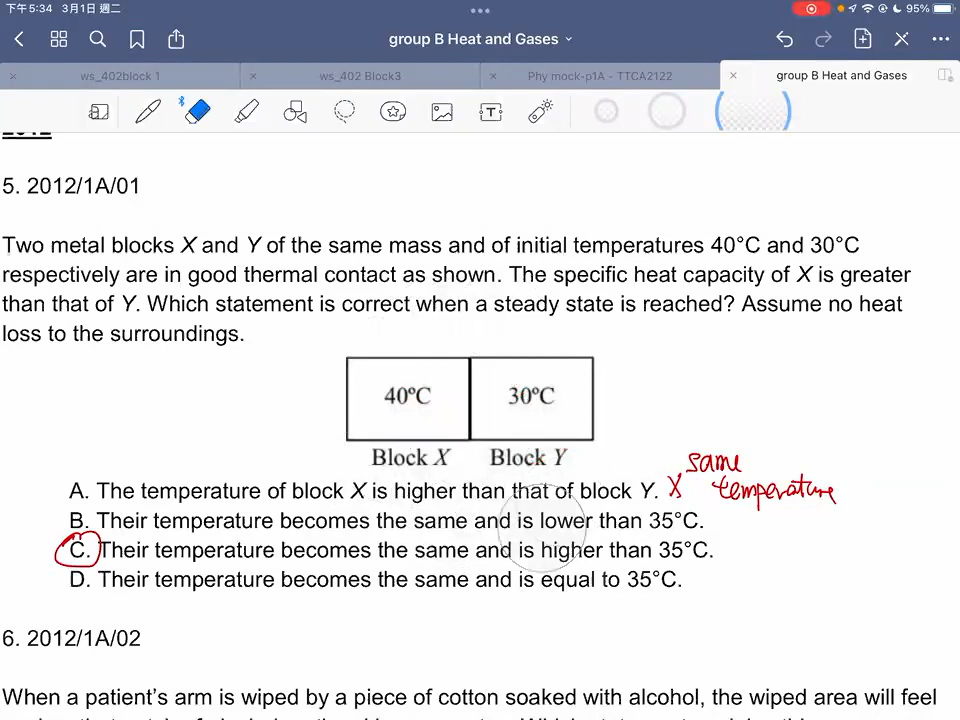 下午5:34 3月1日 週二
95%
group B Heat and Gases
ws_402block 1
ws_402 Block3
Phy mock-p1A - TTCA2122
group B Heat and Gases
2012
5. 2012/1A/01
Two metal blocks X and Y of the same mass and of initial temperatures 40°C and 30°C
respectively are in good thermal contact as shown. The specific heat capacity of X is greater
than that of Y. Which statement is correct when a steady state is reached? Assume no heat
loss to the surroundings.
40ºC 30ºC
Block X Block Y
same
A. The temperature of block X is higher than that of block Y. X temperature
B. Their temperature becomes the same and is lower than 35°C.
C. Their temperature becomes the same and is higher than 35°C.
D. Their temperature becomes the same and is equal to 35°C.
6. 2012/1A/02
When a patient's arm is wiped by a piece of cotton soaked with alcohol, the wiped area will feel